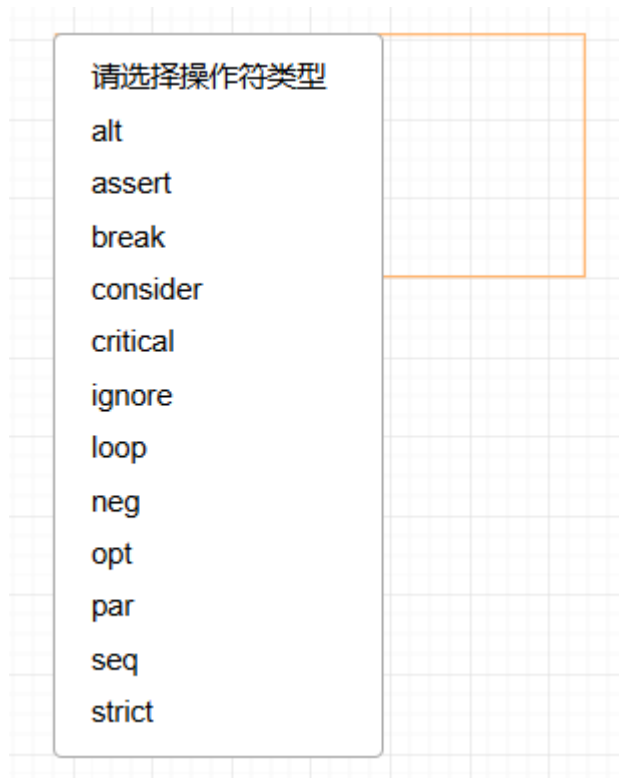 请选择操作符类型
alt
assert
break
consider
critical
ignore
loop
neg
opt
par
seq
strict